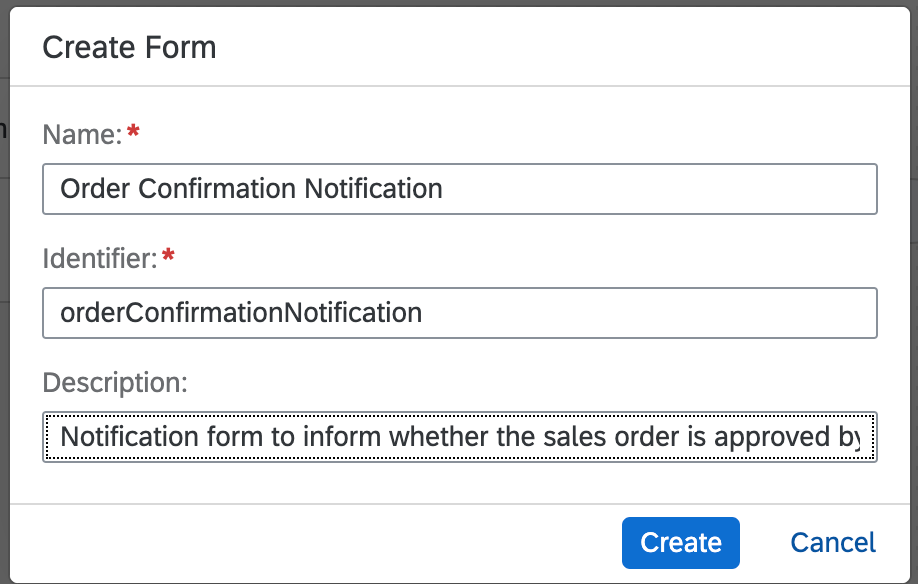 Create Form
Name:*
Order Confirmation Notification
Identifier:*
orderConfirmationNotification
Description:
Notification form to inform whether the sales order is approved by
Create Cancel